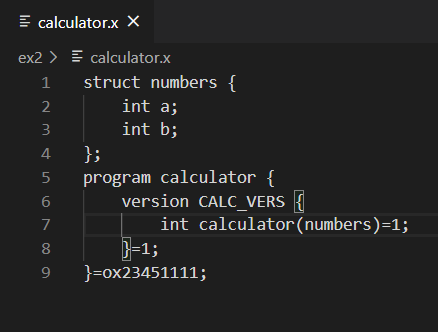 calculator.x
ex2 > calculator.x
1 struct numbers {
2 int a;
3 int b;
4 };
5 program calculator {
6 version CALC_VERS {
7 int calculator(numbers)=1;
8 }=1;
9 }=ox23451111;